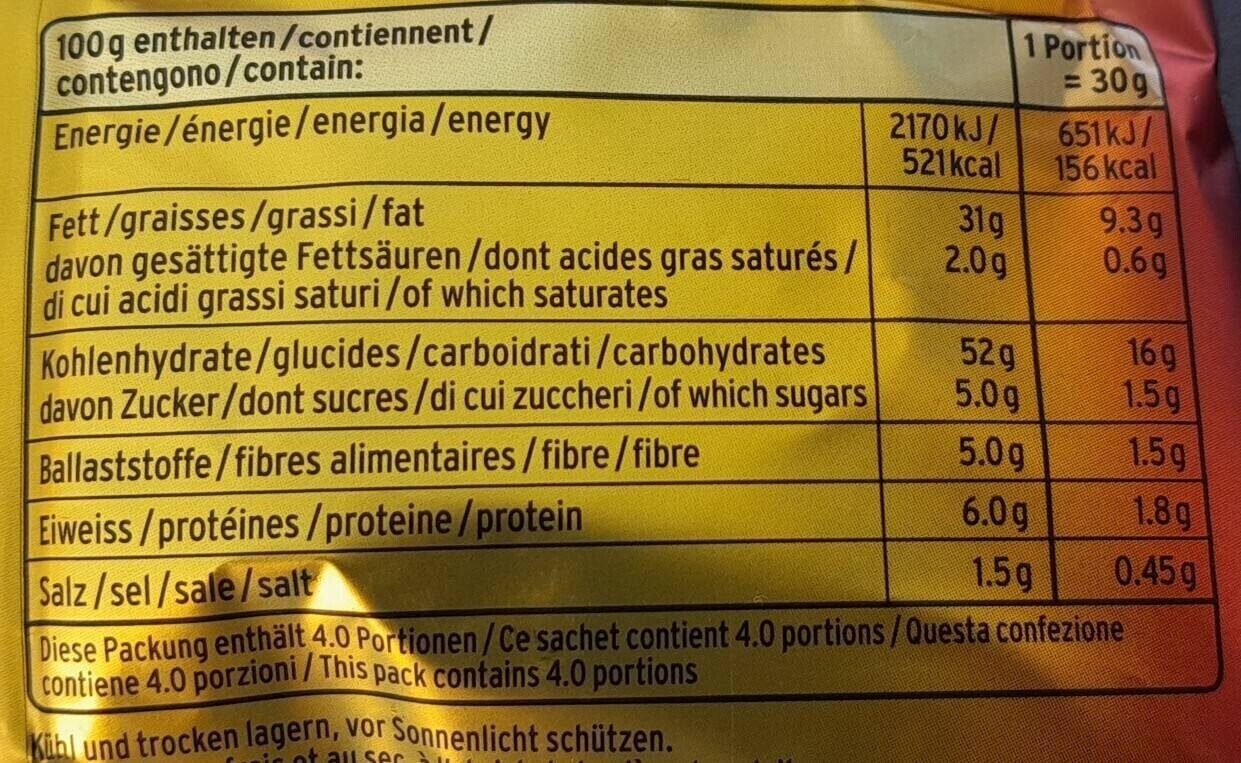 100g enthalten/contiennent/
contengono/contain:
1 Portion
= 30g
Energie/énergie/energia/energy
2170kJ/
521kcal
651kJ/
156kcal
Fett/graisses/grassi/fat 31g 9.3g
davon gesättigte Fettsäuren/dont acides gras saturés/ 2.0g 0.6g
di cui acidi grassi saturi/of which saturates
Kohlenhydrate/glucides/carboidrati/carbohydrates 52g 16g
davon Zucker/dont sucres/di cui zuccheri/of which sugars 5.0g 1.5g
Ballaststoffe/fibres alimentaires/fibre/fibre 5.0g 1.5g
Eiweiss/protéines/proteine/protein 6.0g 1.8g
Salz/sel/sale/salt 1.5g 0.45g
Diese Packung enthält 4.0 Portionen/Ce sachet contient 4.0 portions/Questa confezione
contiene 4.0 porzioni/This pack contains 4.0 portions
Kühl und trocken lagern, vor Sonnenlicht schützen.
et au sec